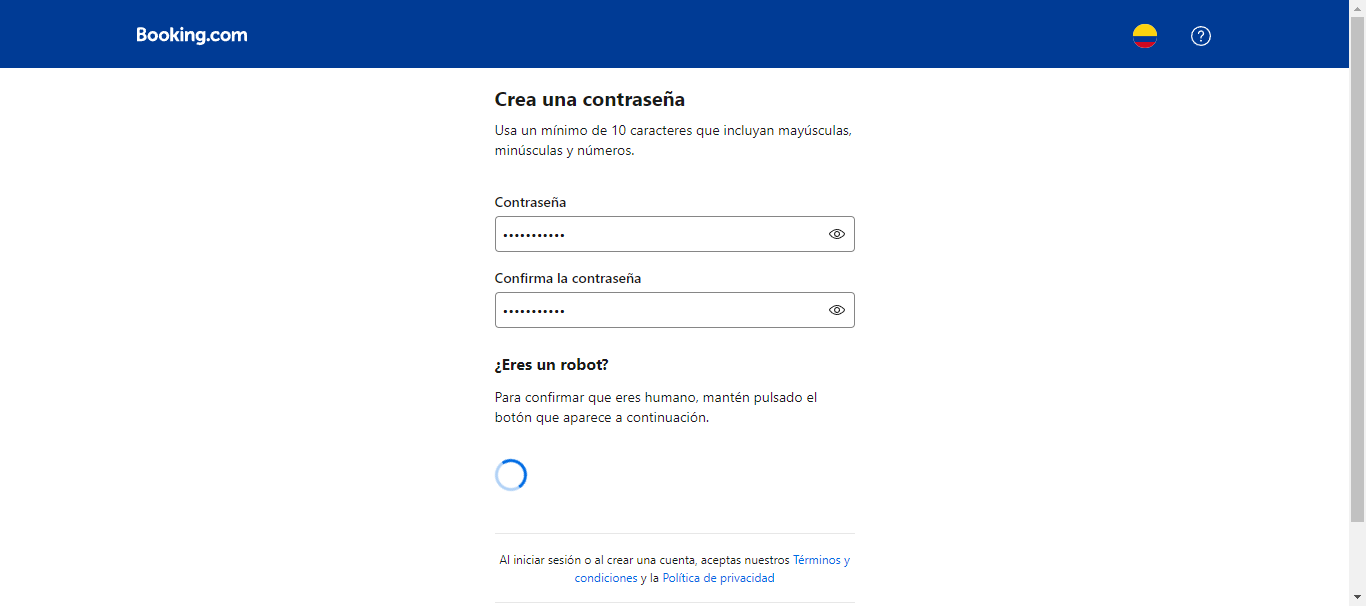 Booking.com
Crea una contraseña
Usa un mínimo de 10 caracteres que incluyan mayúsculas,
minúsculas y números.
Contraseña
•••••••••••
Confirma la contraseña
•••••••••••
¿Eres un robot?
Para confirmar que eres humano, mantén pulsado el
botón que aparece a continuación.
Al iniciar sesión o al crear una cuenta, aceptas nuestros Términos y
condiciones y la Política de privacidad